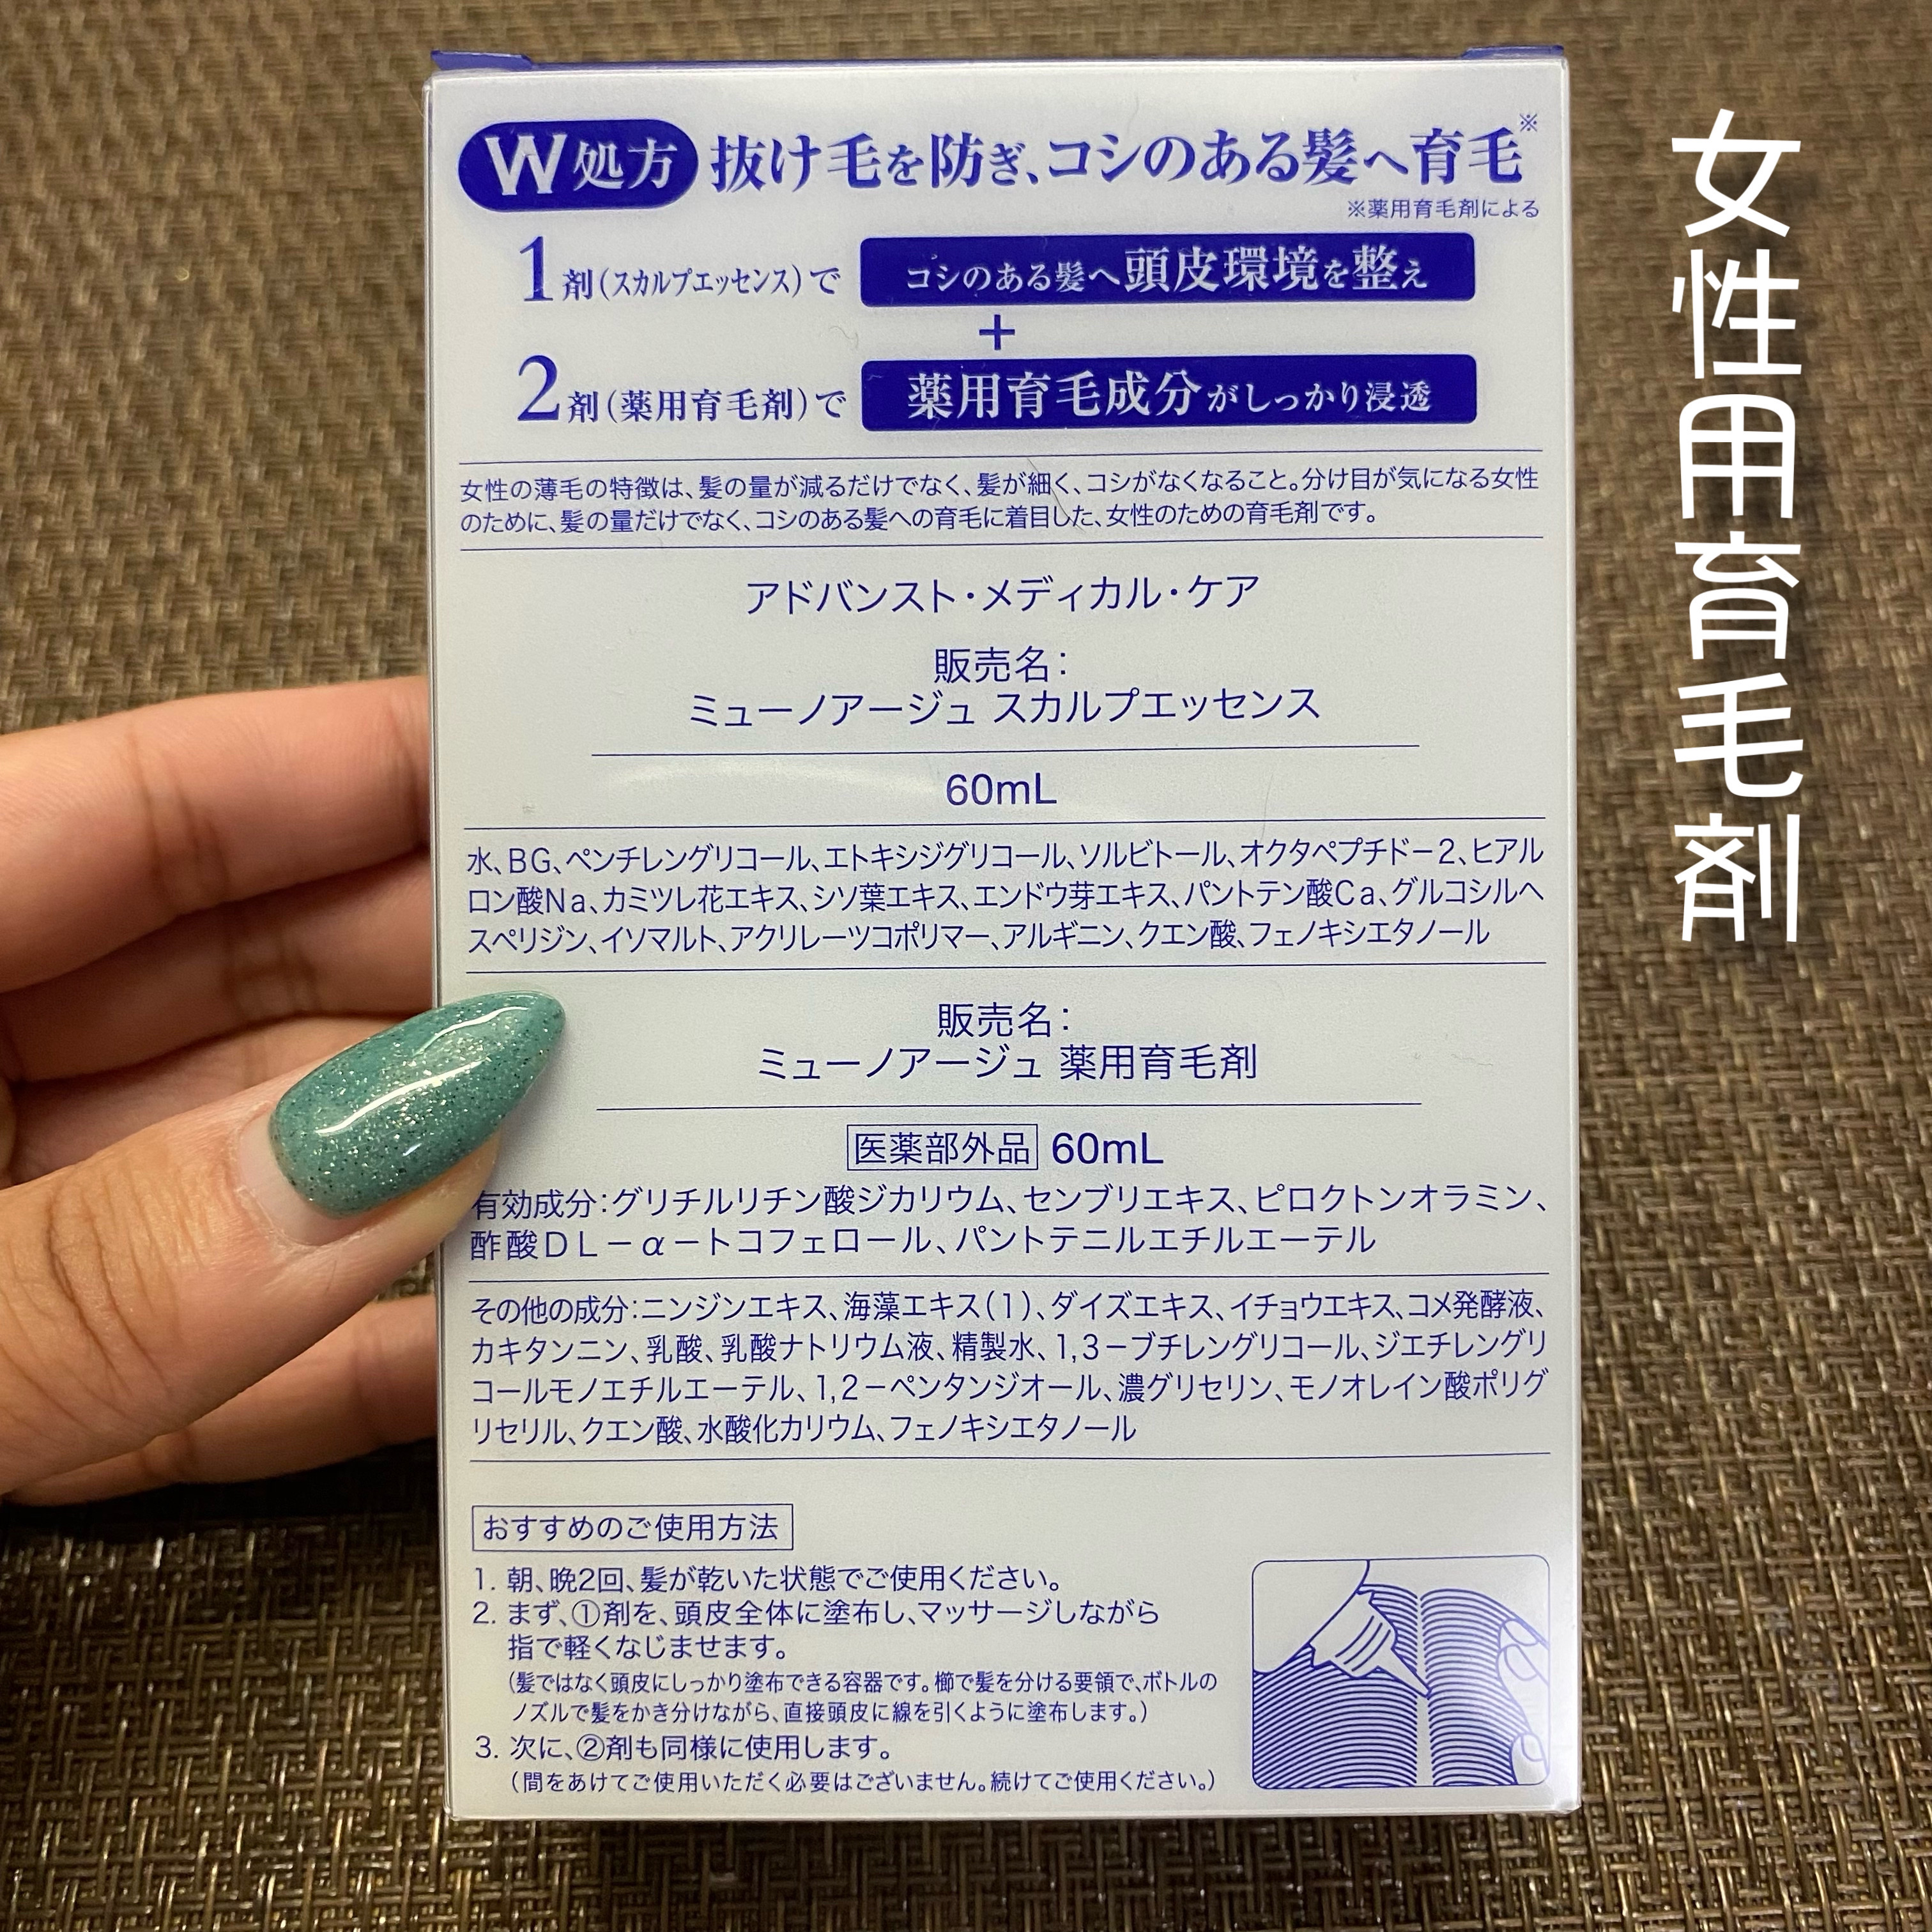 W処方 抜け毛を防ぎ、コシのある髪へ育毛※
※薬用育毛剤による
1剤(スカルプエッセンス)で コシのある髪へ頭皮環境を整え
+
2剤(薬用育毛剤)で 薬用育毛成分がしっかり浸透
女性の薄毛の特徴は、髪の量が減るだけでなく、髪が細く、コシがなくなること。分け目が気になる女性
のために、髪の量だけでなく、コシのある髪への育毛に着目した、女性のための育毛剤です。
アドバンスト・メディカル・ケア
販売名:
ミューノアージュ スカルプエッセンス
60mL
水、BG、ペンチレングリコール、エトキシジグリコール、ソルビトール、オクタペプチド-2、ヒアル
ロン酸Na、カミツレ花エキス、シソ葉エキス、エンドウ芽エキス、パントテン酸Ca、グルコシルヘ
スペリジン、イソマルト、アクリレーツコポリマー、アルギニン、クエン酸、フェノキシエタノール
販売名:
ミューノアージュ 薬用育毛剤
医薬部外品 60mL
有効成分:グリチルリチン酸ジカリウム、センブリエキス、ピロクトンオラミン、
酢酸DL-α-トコフェロール、パントテニルエチルエーテル
その他の成分:ニンジンエキス、海藻エキス(1)、ダイズエキス、イチョウエキス、コメ発酵液、
カキタンニン、乳酸、乳酸ナトリウム液、精製水、1,3-ブチレングリコール、ジエチレングリ
コールモノエチルエーテル、1,2-ペンタンジオール、濃グリセリン、モノオレイン酸ポリグ
リセリル、クエン酸、水酸化カリウム、フェノキシエタノール
おすすめのご使用方法
1. 朝、晩2回、髪が乾いた状態でご使用ください。
2. まず、①剤を、頭皮全体に塗布し、マッサージしながら
指で軽くなじませます。
(髪ではなく頭皮にしっかり塗布できる容器です。櫛で髪を分ける要領で、ボトルの
ノズルで髪をかき分けながら、直接頭皮に線を引くように塗布します。)
3. 次に、②剤も同様に使用します。
(間をあけてご使用いただく必要はございません。続けてご使用ください。)
女性用育毛剤